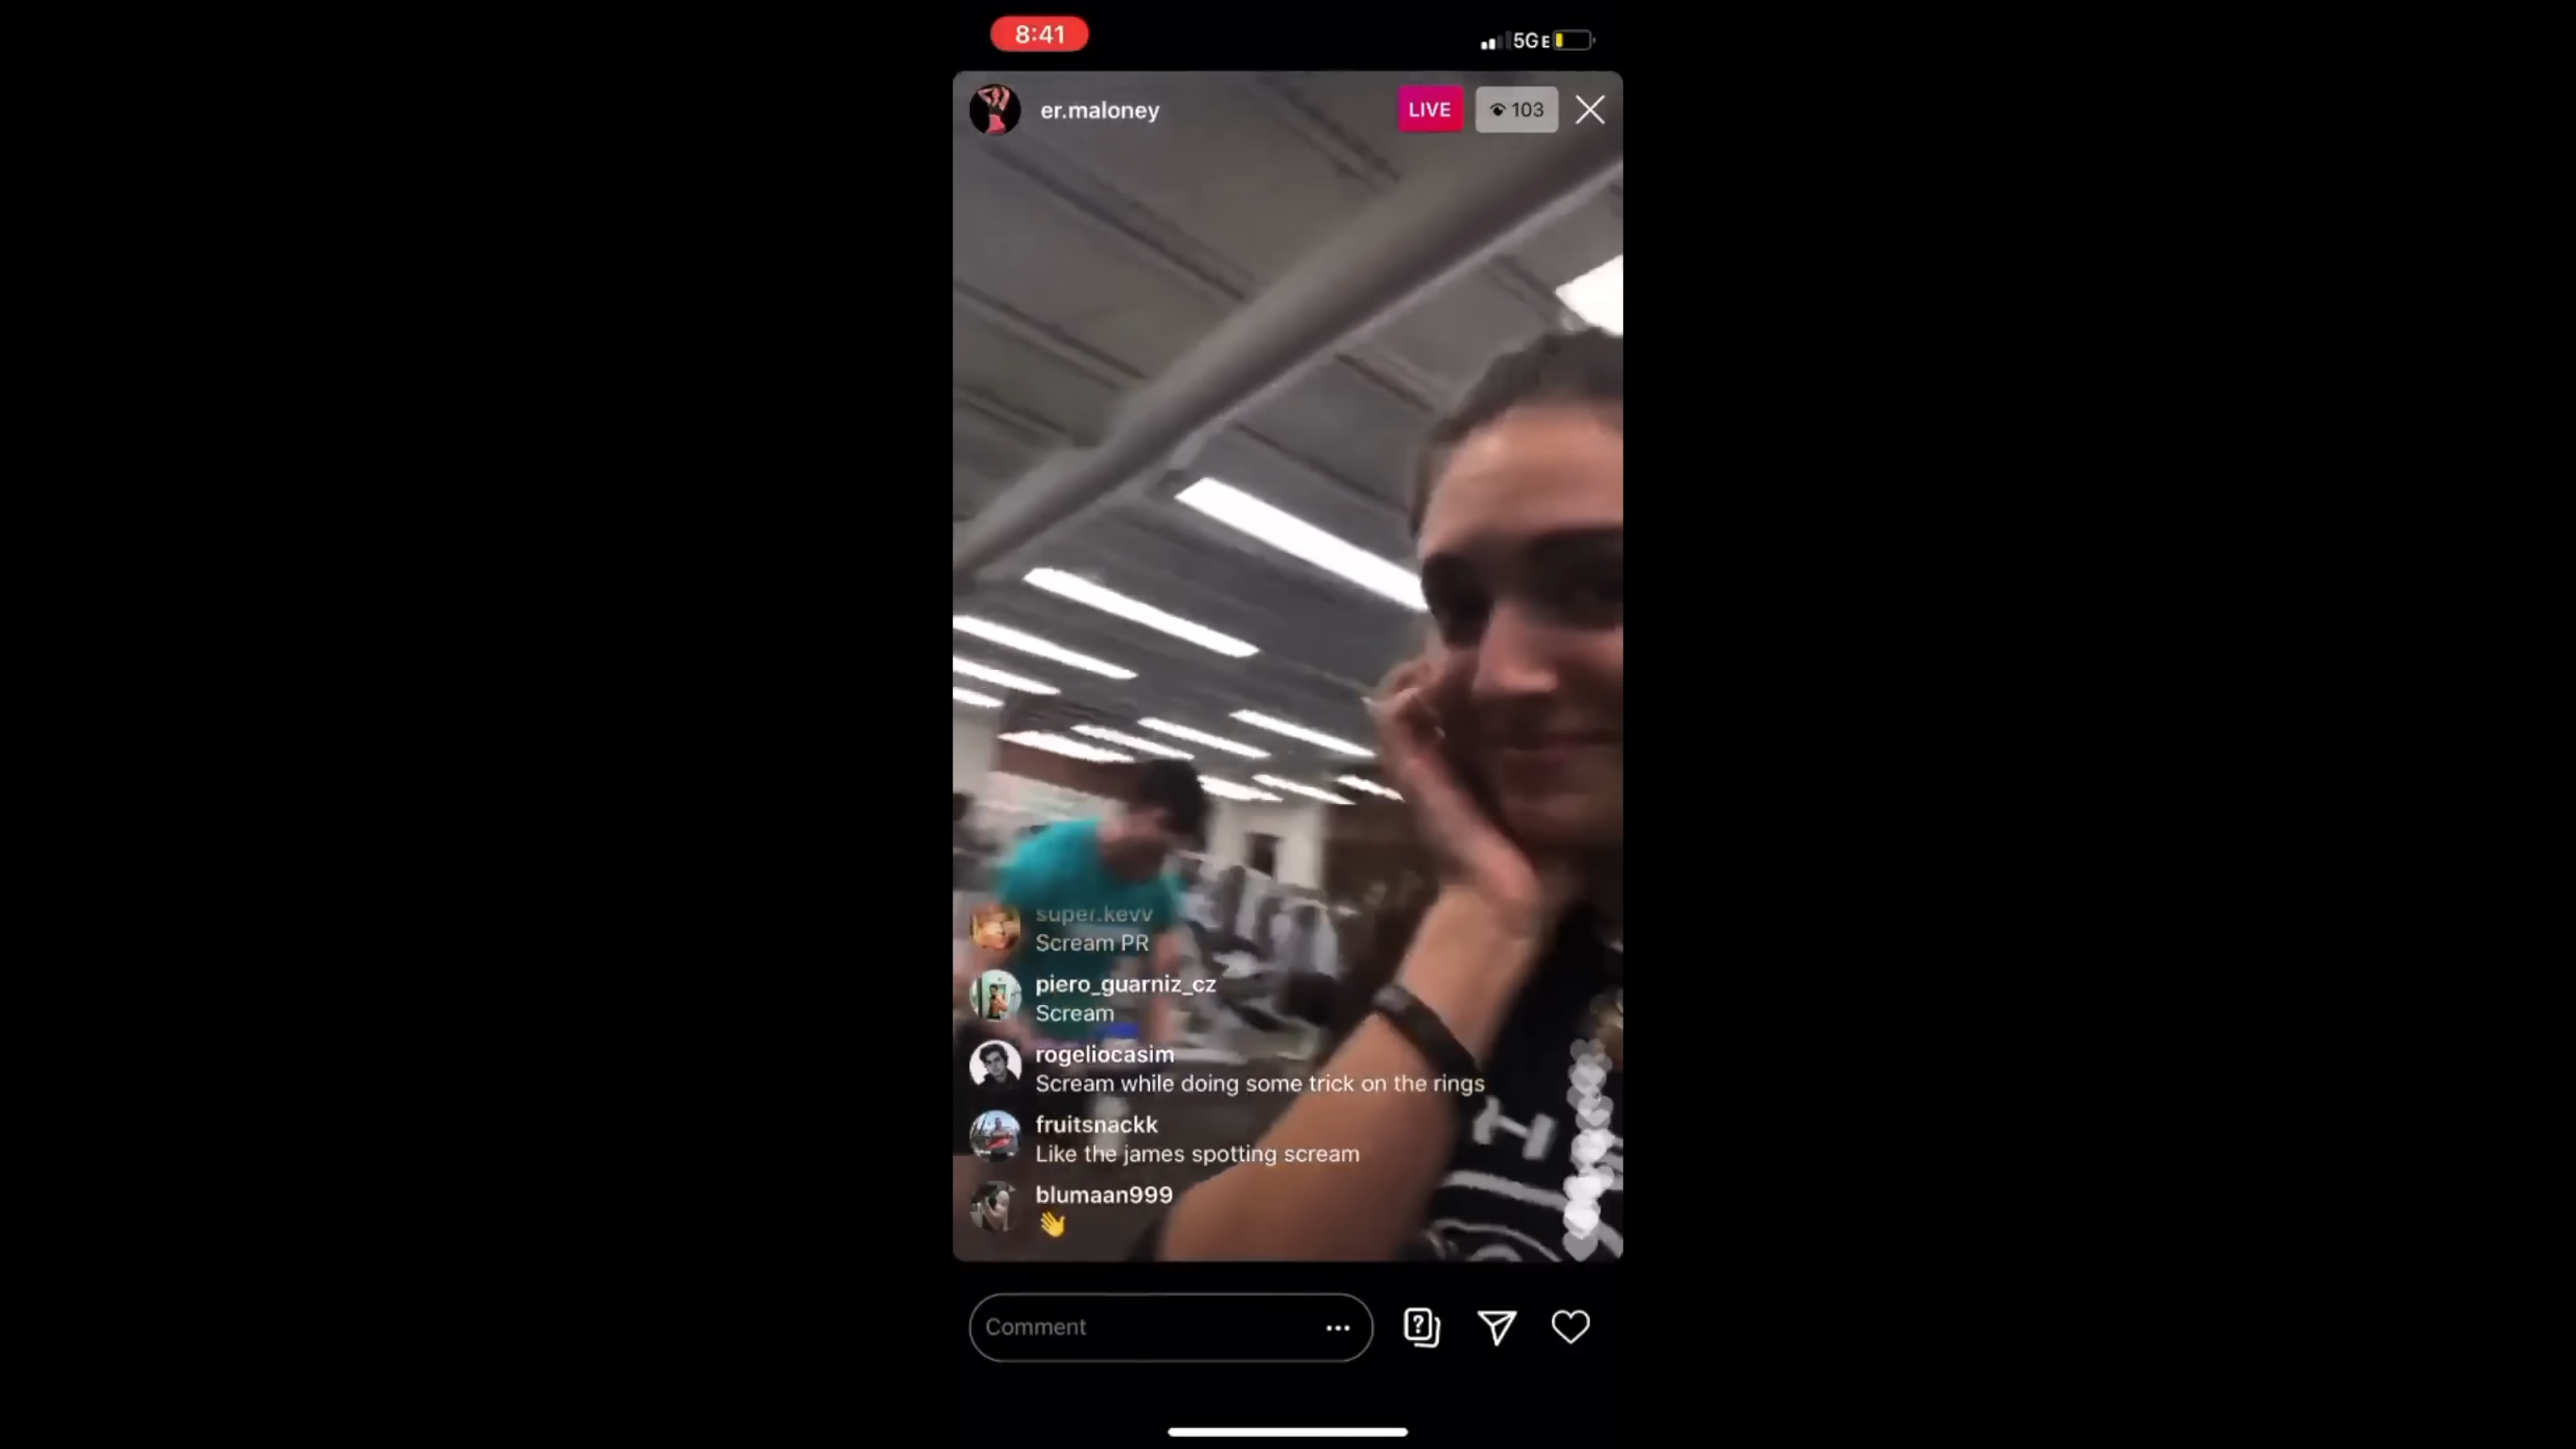 8:41
5GE
er.maloney
LIVE
103
super.kevv
Scream PR
piero_guarniz_cz
Scream
rogeliocasim
Scream while doing some trick on the rings
fruitsnackk
Like the james spotting scream
blumaan999
👋
H
Comment